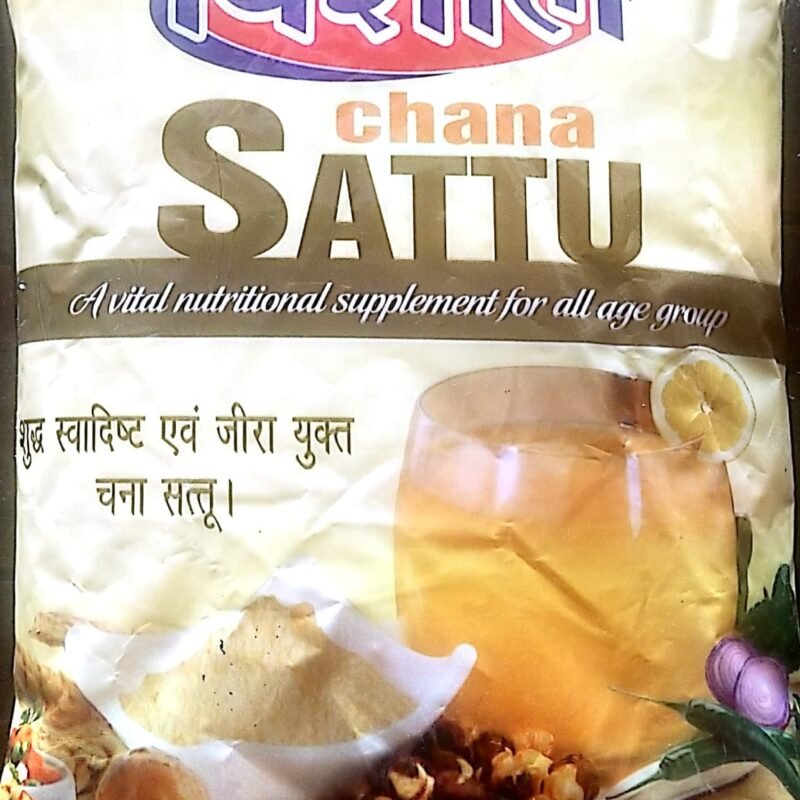 विशाल
chana
SATTU
A vital nutritional supplement for all age group
शुद्ध स्वादिष्ट एवं जीरा युक्त
चना सत्तू।